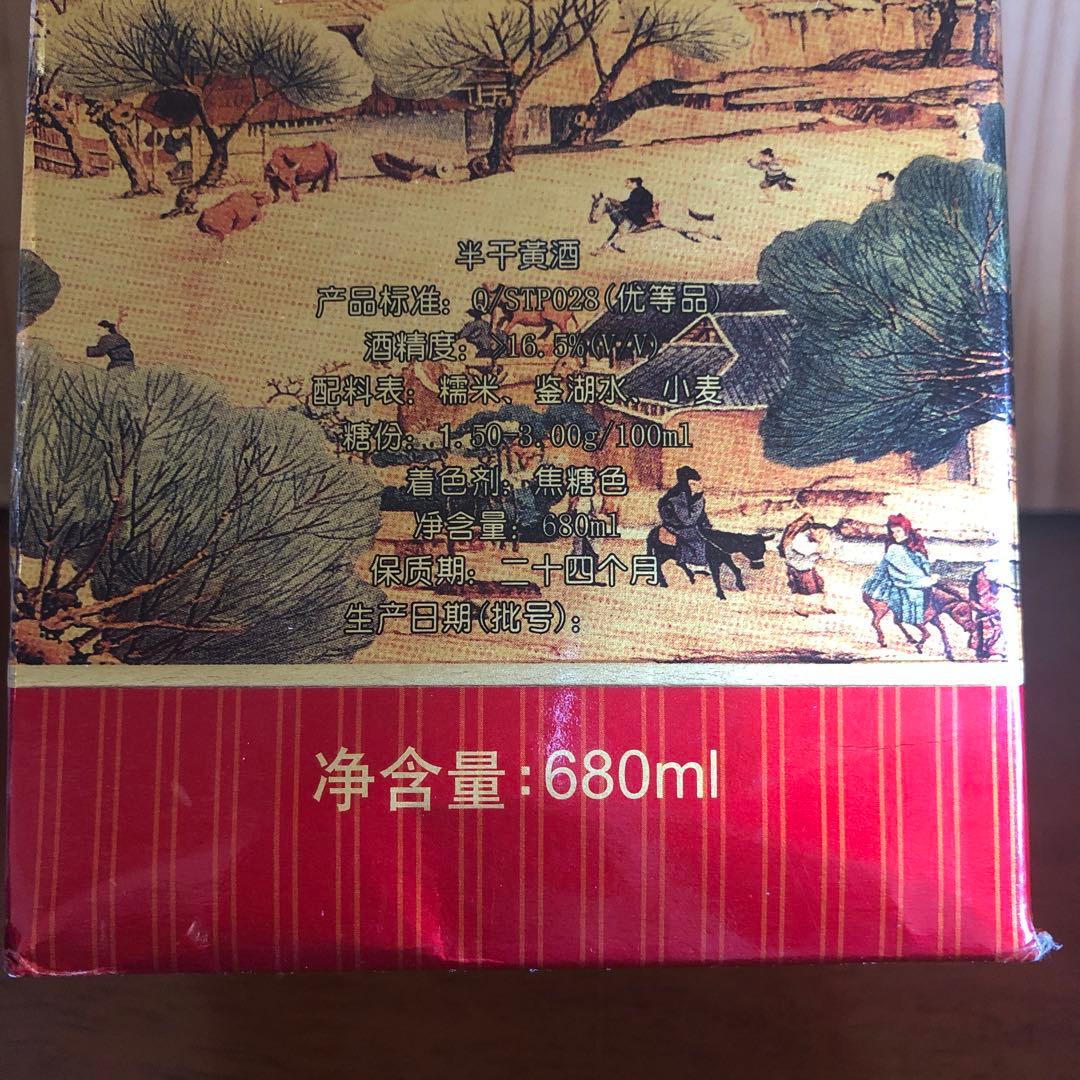 半干黄酒
产品标准：Q/STP028(优等品)
酒精度：>16.5%(V/V)
配料表：糯米、鉴湖水、小麦
糖份：1.50-3.00g/100ml
着色剂：焦糖色
净含量：680ml
保质期：二十四个月
生产日期(批号)：
净含量:680ml